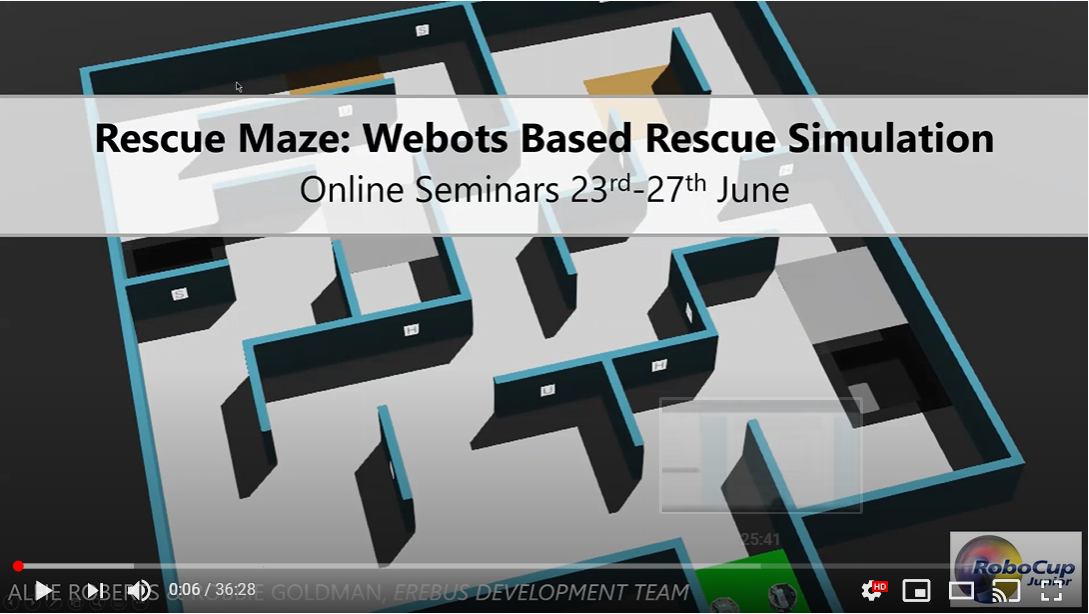 S
U
Rescue Maze: Webots Based Rescue Simulation
Online Seminars 23rd-27th June
H
S
H
H
U
25:41
RoboCup
Junior
0:06 / 36:28
HD
GOLDMAN, EREBUS DEVELOPMENT TEAM